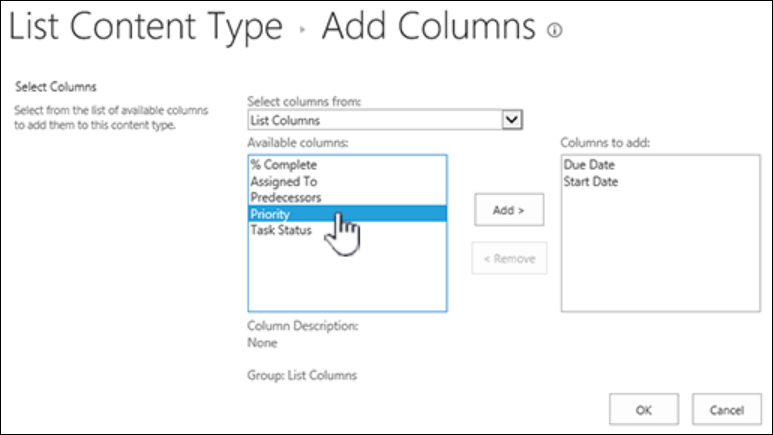 List Content Type ▸ Add Columns ⓘ
Select Columns
Select from the list of available columns
to add them to this content type.
Select columns from:
List Columns
Available columns:
% Complete
Assigned To
Predecessors
Priority
Task Status
Add >
< Remove
Columns to add:
Due Date
Start Date
Column Description:
None
Group: List Columns
OK
Cancel